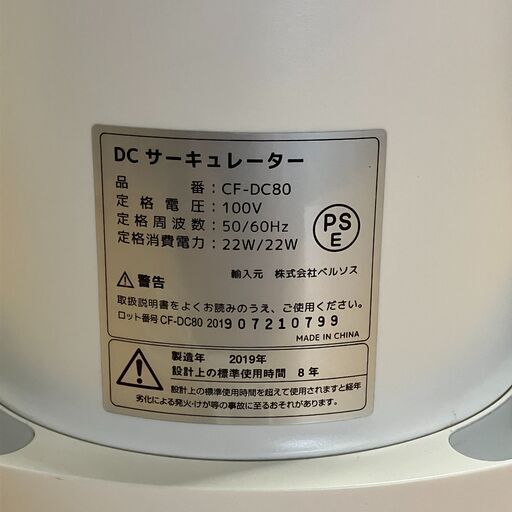 DC サーキュレーター
品 番：CF-DC80
定格電圧：100V
定格周波数：50/60Hz
定格消費電力：22W/22W
PS
E
輸入元 株式会社ベルソス
警告
取扱説明書をよくお読みのうえ、ご使用ください。
ロット番号 CF-DC80 201907210799
MADE IN CHINA
製造年 2019年
設計上の標準使用時間 8 年
設計上の標準使用時間を超えて使用されますと経年
劣化による発火・けが等の事故に至るおそれがあります。